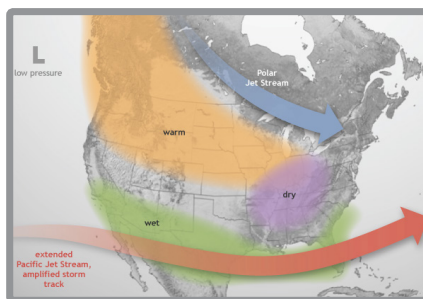 L
low pressure
Polar
Jet Stream
warm
dry
wet
extended
Pacific Jet Stream,
amplified storm
track